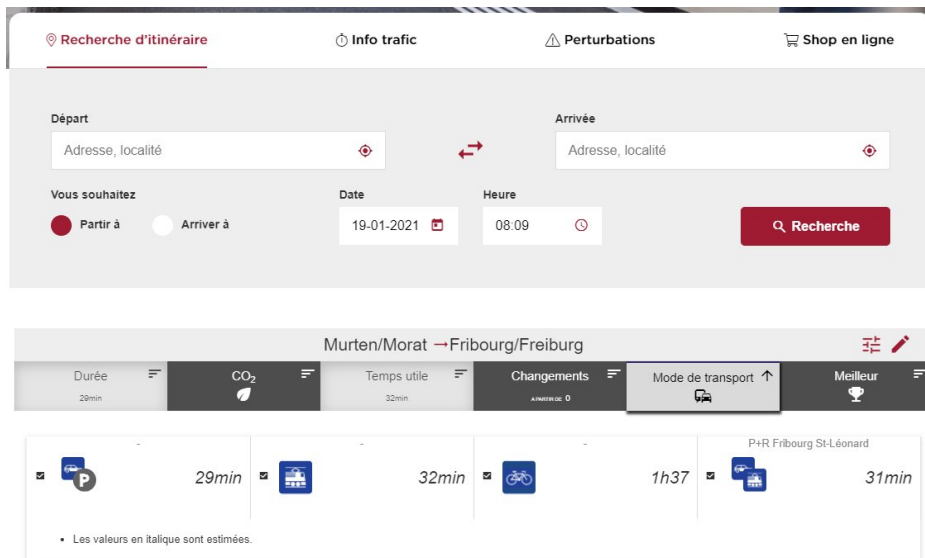 Recherche d'itinéraire
Info trafic
Perturbations
Shop en ligne
Départ
Arrivée
Adresse, localité
Adresse, localité
Vous souhaitez
Date
Heure
Partir à
Arriver à
19-01-2021
08:09
Recherche
Murten/Morat → Fribourg/Freiburg
Durée
29min
CO₂
Temps utile
32min
Changements
A PARTIR DE 0
Mode de transport
Meilleur
-
-
-
P+R Fribourg St-Léonard
P
29min
32min
1h37
31min
Les valeurs en italique sont estimées.